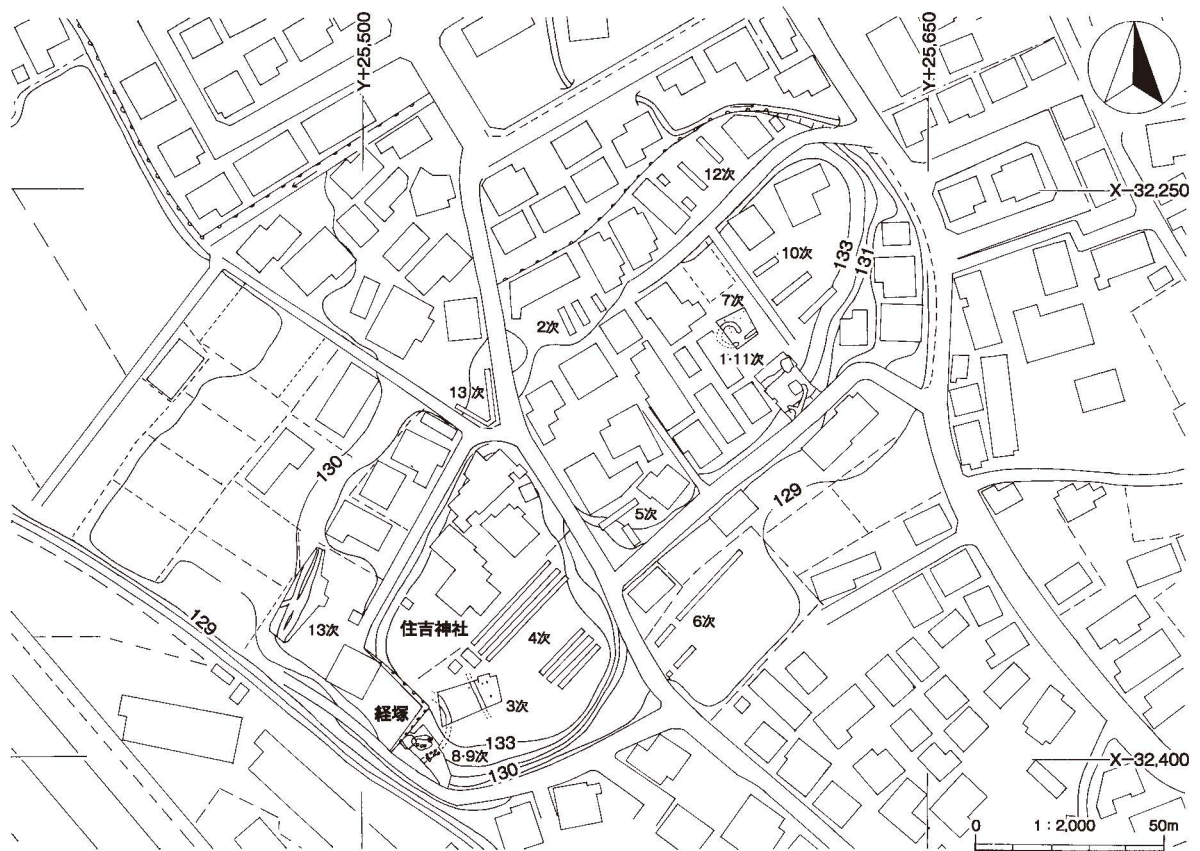 Y+25,500
Y+25,650
X-32,250
12次
10次
133
131
7次
2次
1·11次
13次
130
129
5次
6次
129
住吉神社
4次
13次
3次
経塚
8·9次
133
130
X-32,400
0 1:2,000 50m